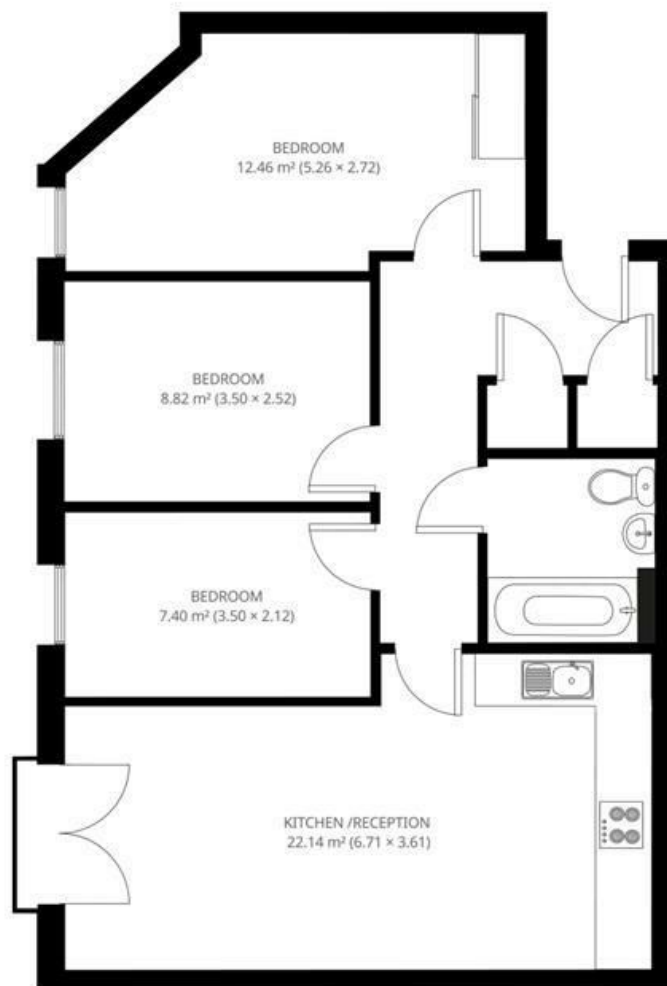 BEDROOM
12.46 m² (5.26 × 2.72)
BEDROOM
8.82 m² (3.50 × 2.52)
BEDROOM
7.40 m² (3.50 × 2.12)
KITCHEN /RECEPTION
22.14 m² (6.71 × 3.61)